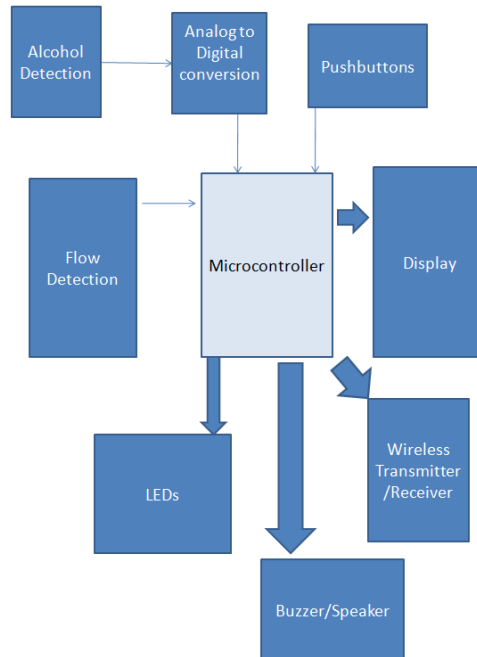 Alcohol
Detection
Analog to
Digital
conversion
Pushbuttons
Flow
Detection
Microcontroller
Display
LEDs
Wireless
Transmitter
/Receiver
Buzzer/Speaker